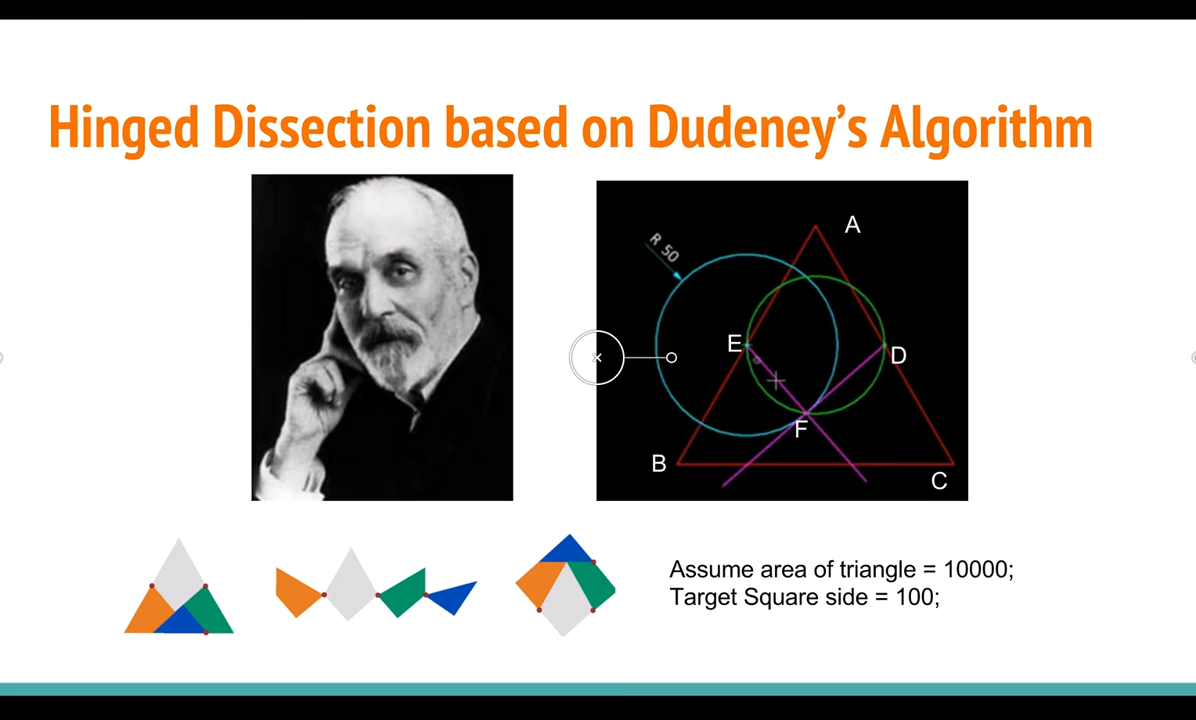 Hinged Dissection based on Dudeney's Algorithm
R 50
A
E
D
F
B
C
Assume area of triangle = 10000;
Target Square side = 100;